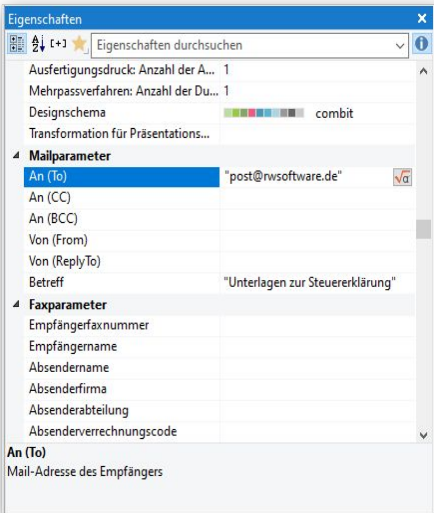 Eigenschaften
Eigenschaften durchsuchen
Ausfertigungsdruck: Anzahl der A... 1
Mehrpassverfahren: Anzahl der Du... 1
Designschema combit
Transformation für Präsentations...
Mailparameter
An (To) "post@rwsoftware.de"
An (CC)
An (BCC)
Von (From)
Von (ReplyTo)
Betreff "Unterlagen zur Steuererklärung"
Faxparameter
Empfängerfaxnummer
Empfängername
Absendername
Absenderfirma
Absenderabteilung
Absenderverrechnungscode
An (To)
Mail-Adresse des Empfängers